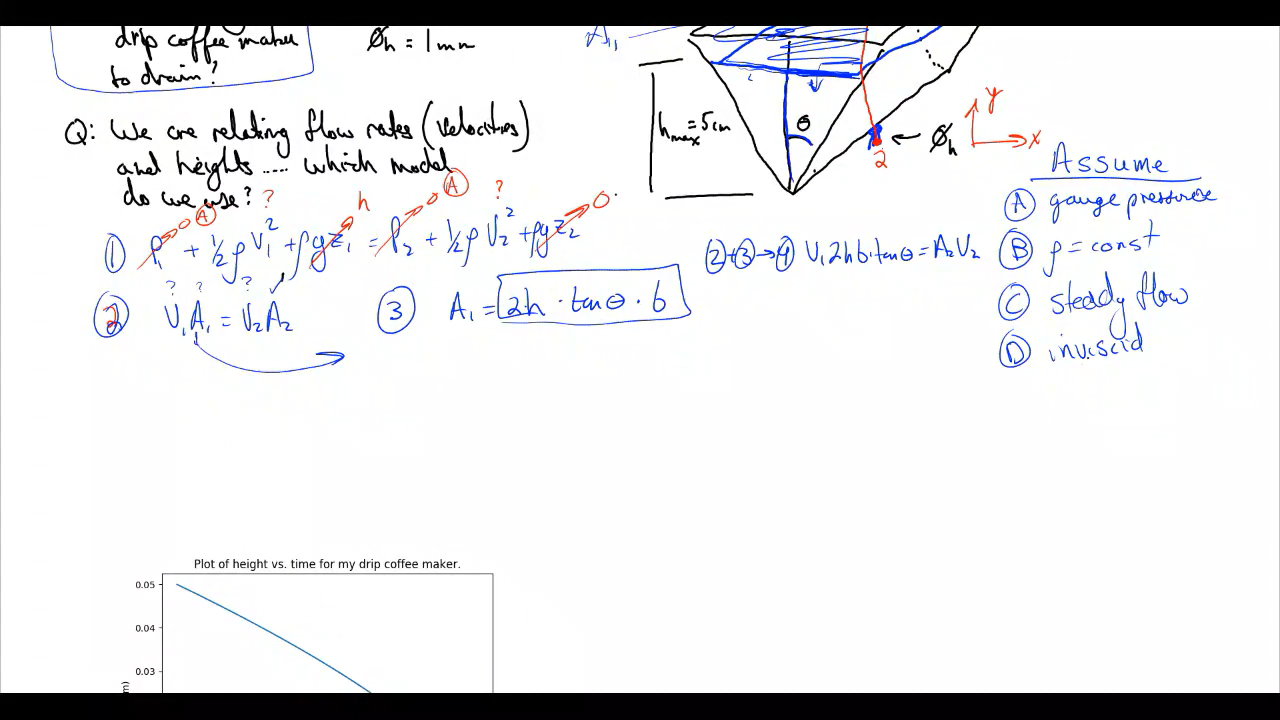 drip coffee maker
to drain?
Øh = 1mm
A₁,
Q: We are relating flow rates (velocities)
and heights .... which model
do we use?
hmax = 5cm
θ
2
← Øh
y
x
Assume
Ⓐ gauge pressure
Ⓑ ρ = const
Ⓒ steady flow
Ⓓ inviscid
① P₁ →0 Ⓐ + ½ρV₁² ? + ρgz₁ → h = P₂ →0 Ⓐ + ½ρV₂² ? + ρgz₂ → 0
② V₁A₁ = V₂A₂
? ? ? ✓
③ A₁ = 2h · tanθ · b
②+③→④ V₁2hb·tanθ = A₂V₂
Plot of height vs. time for my drip coffee maker.
0.05
0.04
0.03
m)